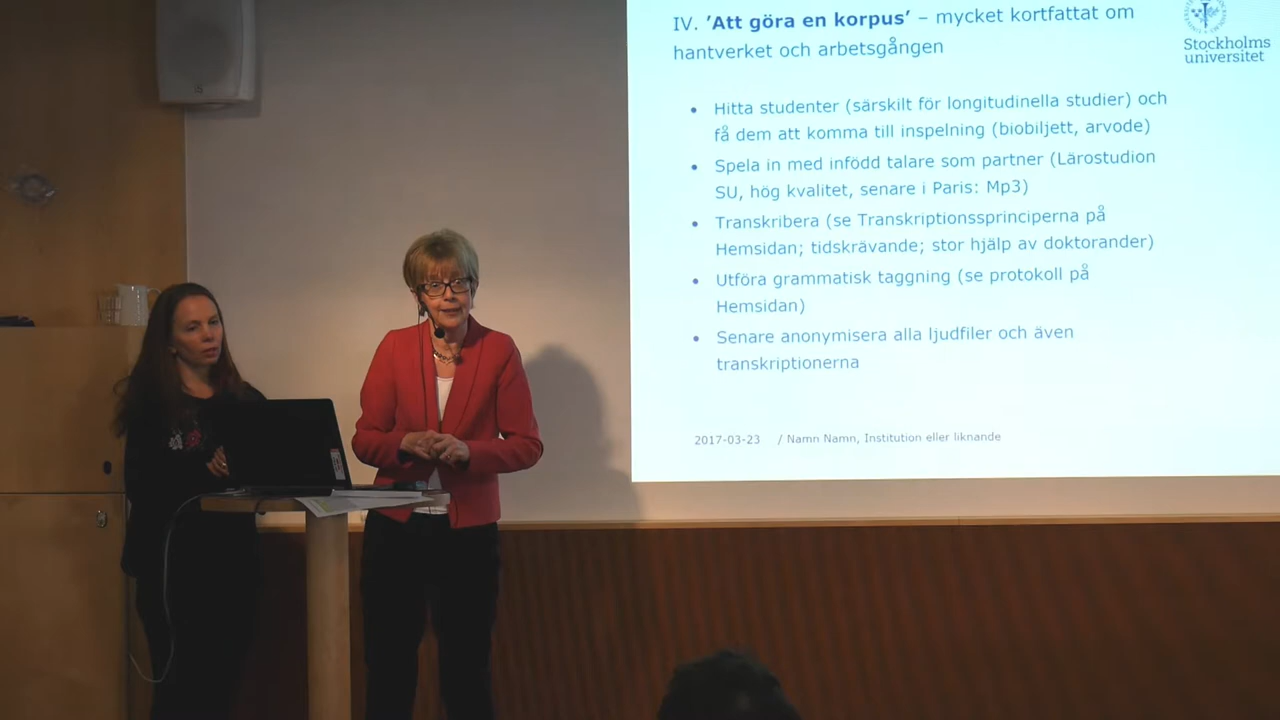 IV. ’Att göra en korpus’ – mycket kortfattat om
hantverket och arbetsgången
Stockholms
universitet
• Hitta studenter (särskilt för longitudinella studier) och
få dem att komma till inspelning (biobiljett, arvode)
• Spela in med infödd talare som partner (Lärostudion
SU, hög kvalitet, senare i Paris: Mp3)
• Transkribera (se Transkriptionssprinciperna på
Hemsidan; tidskrävande; stor hjälp av doktorander)
• Utföra grammatisk taggning (se protokoll på
Hemsidan)
• Senare anonymisera alla ljudfiler och även
transkriptionerna
2017-03-23 / Namn Namn, Institution eller liknande